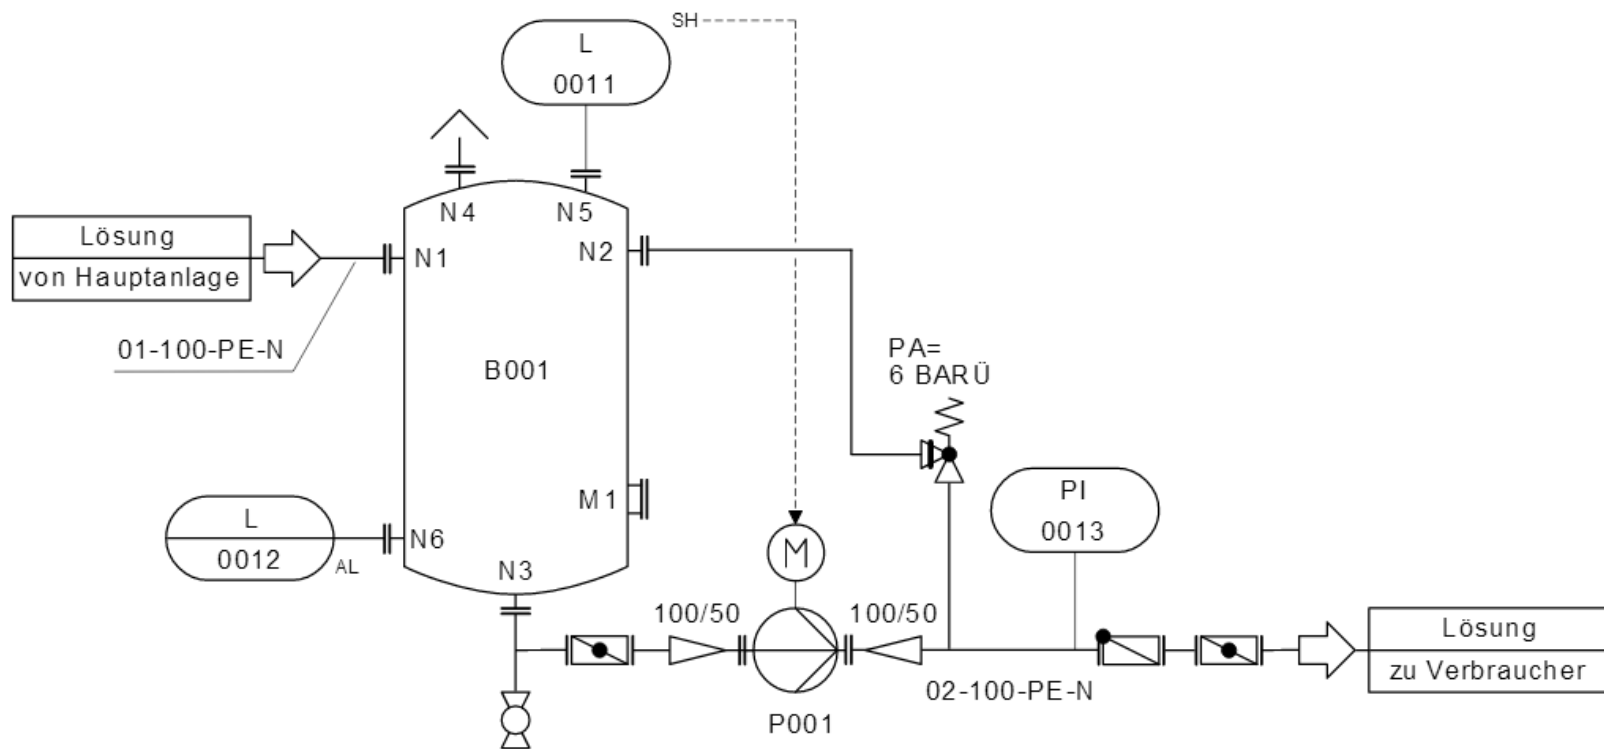 SH
L
0011
N4
N5
Lösung
von Hauptanlage
N1
N2
01-100-PE-N
B001
PA=
6 BARÜ
L
0012
AL
N6
M1
N3
M
PI
0013
100/50
100/50
P001
02-100-PE-N
Lösung
zu Verbraucher